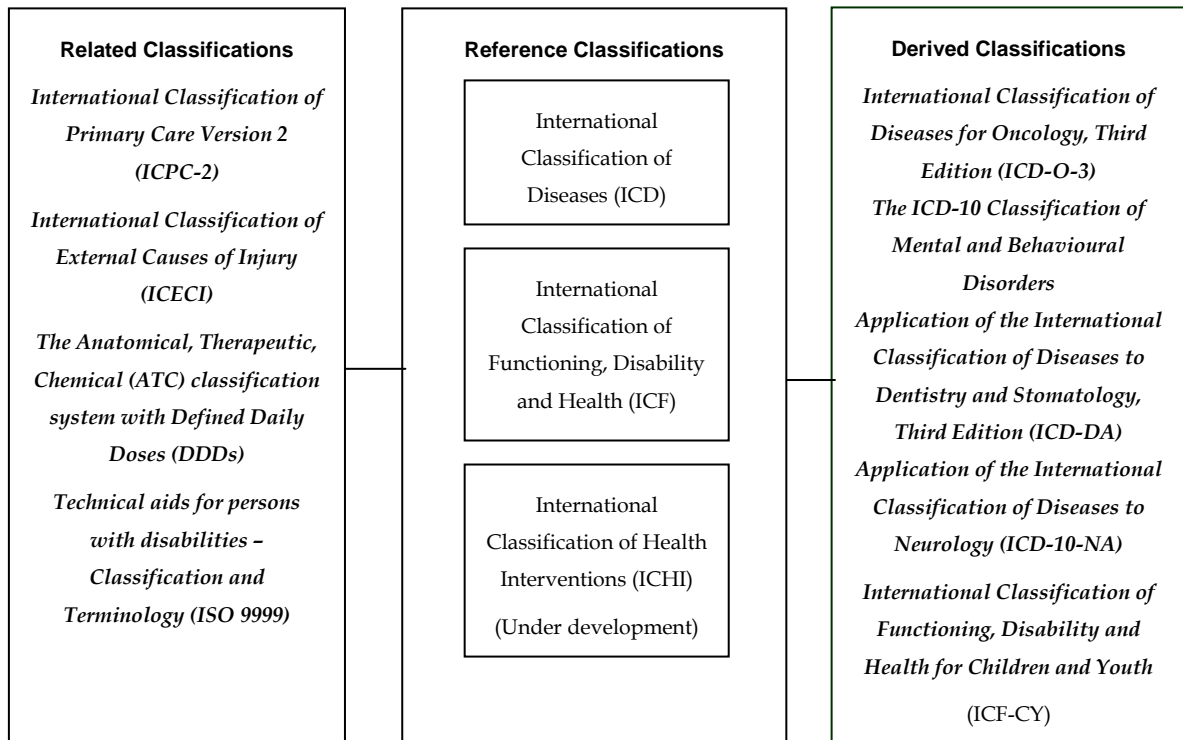 Related Classifications
International Classification of
Primary Care Version 2
(ICPC-2)
International Classification of
External Causes of Injury
(ICECI)
The Anatomical, Therapeutic,
Chemical (ATC) classification
system with Defined Daily
Doses (DDDs)
Technical aids for persons
with disabilities –
Classification and
Terminology (ISO 9999)
Reference Classifications
International
Classification of
Diseases (ICD)
International
Classification of
Functioning, Disability
and Health (ICF)
International
Classification of Health
Interventions (ICHI)
(Under development)
Derived Classifications
International Classification of
Diseases for Oncology, Third
Edition (ICD-O-3)
The ICD-10 Classification of
Mental and Behavioural
Disorders
Application of the International
Classification of Diseases to
Dentistry and Stomatology,
Third Edition (ICD-DA)
Application of the International
Classification of Diseases to
Neurology (ICD-10-NA)
International Classification of
Functioning, Disability and
Health for Children and Youth
(ICF-CY)